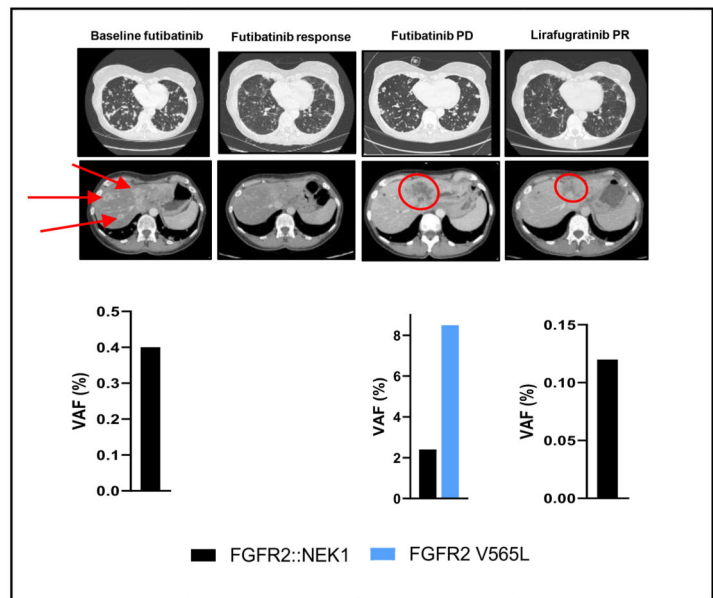 Baseline futibatinib
Futibatinib response
Futibatinib PD
Lirafugratinib PR
0.5
0.4
0.3
0.2
0.1
0.0
VAF (%)
8
6
4
2
0
VAF (%)
0.15
0.10
0.05
0.00
VAF (%)
FGFR2::NEK1
FGFR2 V565L